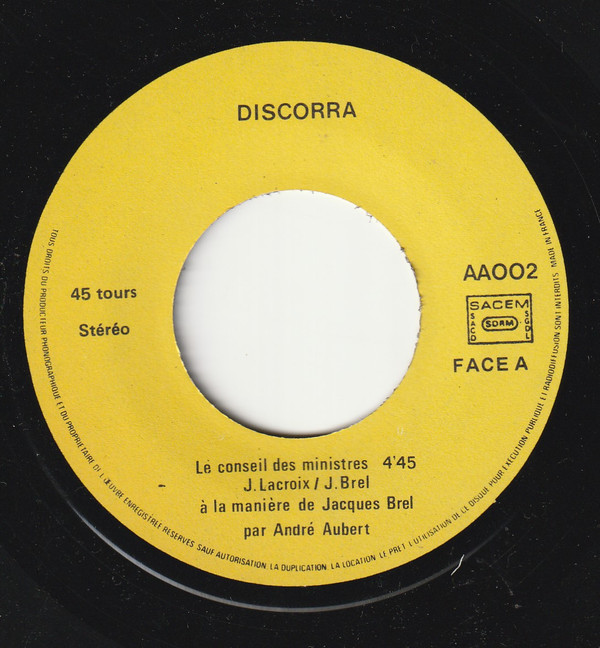 DISCORRA
45 tours
Stéréo
AA002
SACEM
SACD
SDRM
SGDL
FACE A
Le conseil des ministres 4'45
J. Lacroix / J. Brel
à la manière de Jacques Brel
par André Aubert
TOUS DROITS DU PRODUCTEUR PHONOGRAPHIQUE ET DU PROPRIETAIRE DE L'ŒUVRE ENREGISTREE RESERVES SAUF AUTORISATION LA DUPLICATION LA LOCATION LE PRET L'UTILISATION DE CE DISQUE POUR EXECUTION PUBLIQUE ET RADIODIFFUSION SONT INTERDITS MADE IN FRANCE